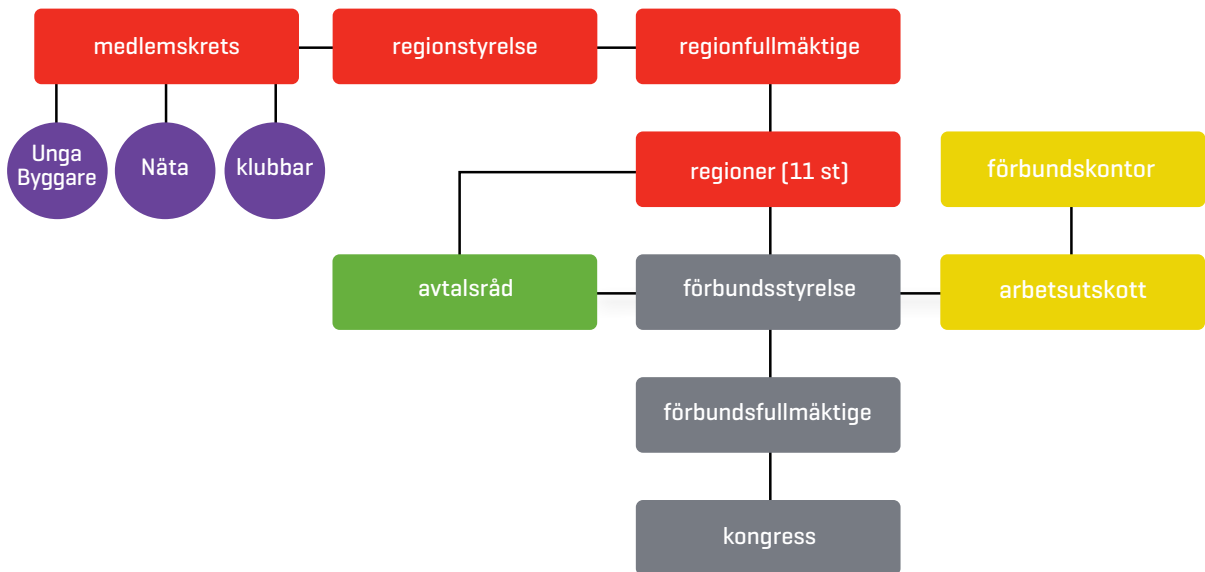 medlemskrets
regionstyrelse
regionfullmäktige
Unga
Byggare
Näta
klubbar
regioner (11 st)
förbundskontor
avtalsråd
förbundsstyrelse
arbetsutskott
förbundsfullmäktige
kongress